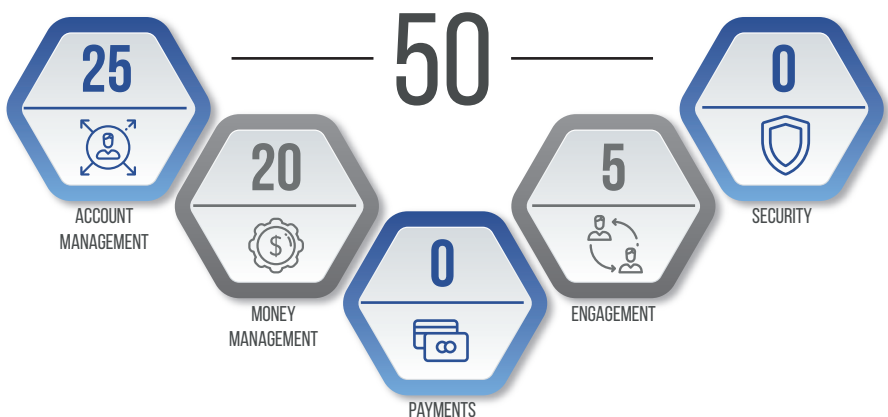 50
25
ACCOUNT
MANAGEMENT
20
$
MONEY
MANAGEMENT
0
PAYMENTS
5
ENGAGEMENT
0
SECURITY